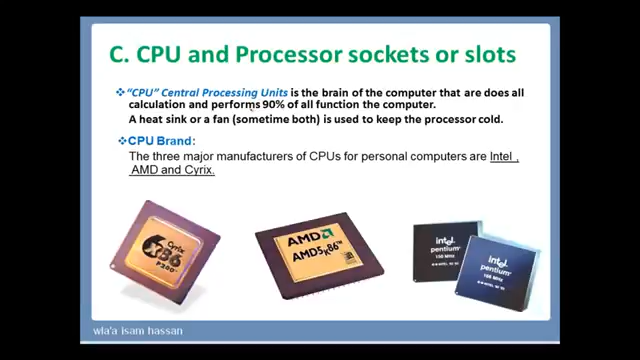 C. CPU and Processor sockets or slots
"CPU" Central Processing Units is the brain of the computer that are does all
calculation and performs 90% of all function the computer.
A heat sink or a fan (sometime both) is used to keep the processor cold.
CPU Brand:
The three major manufacturers of CPUs for personal computers are Intel ,
AMD and Cyrix.
Cyrix
6x86
P200
AMD
AMD5K86™
intel
pentium
intel
pentium
wla'a isam hassan